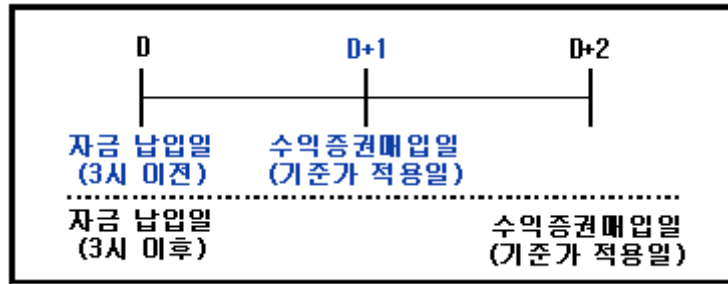 D D+1 D+2
자금 납입일 수익증권매입일
(3시 이전) (기준가 적용일)
자금 납입일 수익증권매입일
(3시 이후) (기준가 적용일)